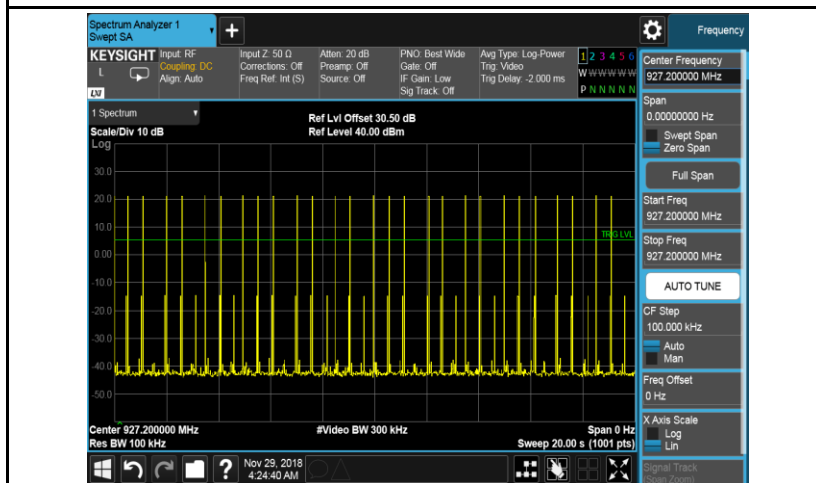 Spectrum Analyzer 1
Swept SA
+
Frequency
KEYSIGHT
L
LXI
Input: RF
Coupling: DC
Align: Auto
Input Z: 50 Ω
Corrections: Off
Freq Ref: Int (S)
Atten: 20 dB
Preamp: Off
Source: Off
PNO: Best Wide
Gate: Off
IF Gain: Low
Sig Track: Off
Avg Type: Log-Power
Trig: Video
Trig Delay: -2.000 ms
1 2 3 4 5 6
W W W W W W
P N N N N N
1 Spectrum
Scale/Div 10 dB
Ref Lvl Offset 30.50 dB
Ref Level 40.00 dBm
Log
30.0
20.0
10.0
0.00
-10.0
-20.0
-30.0
-40.0
-50.0
TRIG LVL
Center 927.200000 MHz
Res BW 100 kHz
#Video BW 300 kHz
Span 0 Hz
Sweep 20.00 s (1001 pts)
Center Frequency
927.200000 MHz
Span
0.00000000 Hz
Swept Span
Zero Span
Full Span
Start Freq
927.200000 MHz
Stop Freq
927.200000 MHz
AUTO TUNE
CF Step
100.000 kHz
Auto
Man
Freq Offset
0 Hz
X Axis Scale
Log
Lin
Signal Track
(Span Zoom)
?
Nov 29, 2018
4:24:40 AM